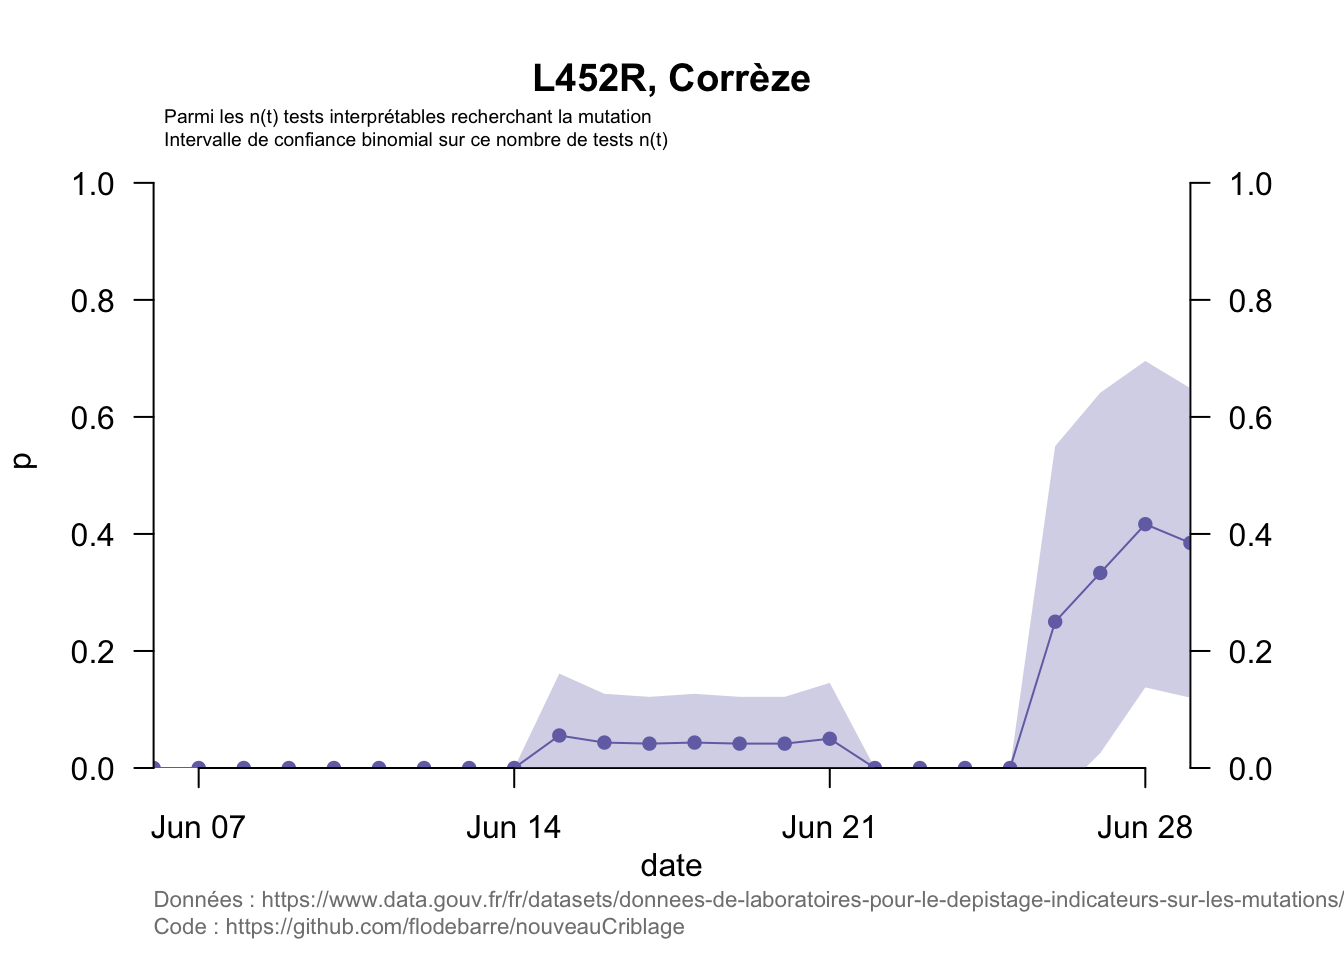 L452R, Corrèze
Parmi les n(t) tests interprétables recherchant la mutation
Intervalle de confiance binomial sur ce nombre de tests n(t)
1.0
0.8
0.6
0.4
0.2
0.0
p
1.0
0.8
0.6
0.4
0.2
0.0
Jun 07 Jun 14 Jun 21 Jun 28
date
Données : https://www.data.gouv.fr/fr/datasets/donnees-de-laboratoires-pour-le-depistage-indicateurs-sur-les-mutations/
Code : https://github.com/flodebarre/nouveauCriblage